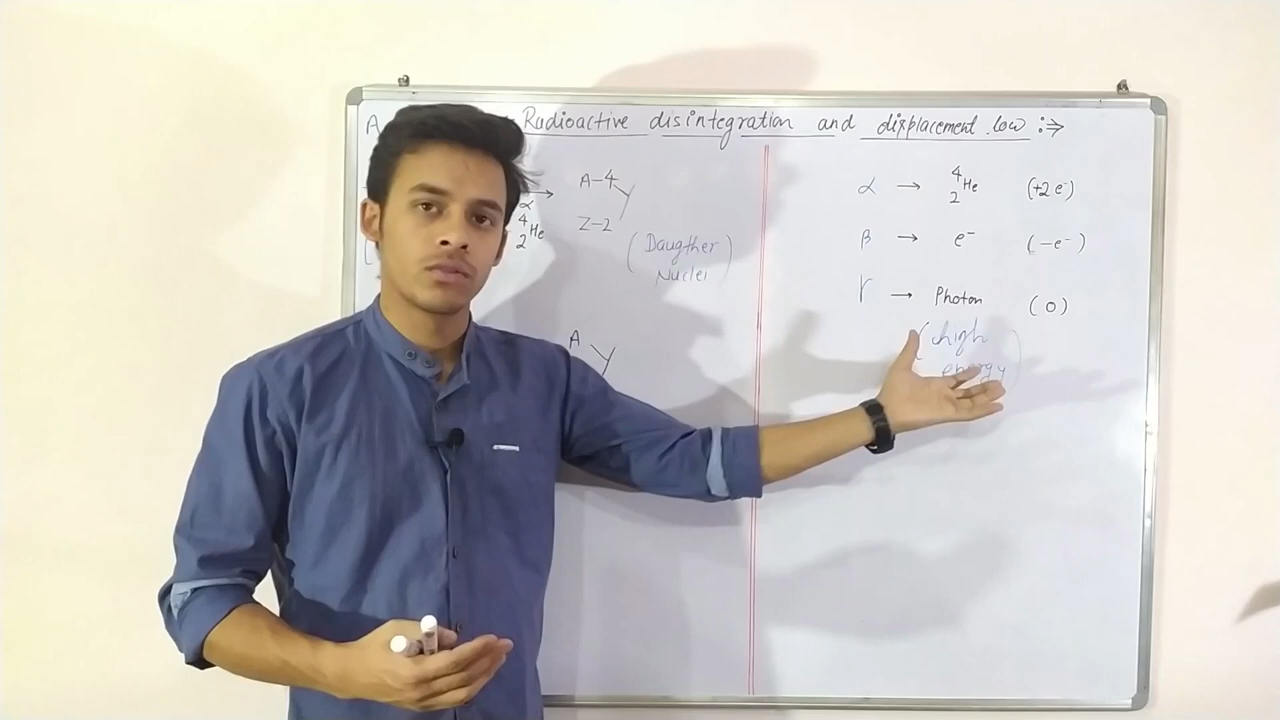 A Radioactive disintegration and displacement law :⇒
→ A-4 Y
α Z-2
4 2 He
(Daugther
Nuclei)
A Y
α → 4 2 He (+2e⁻)
β → e⁻ (-e⁻)
γ → Photon (0)
(high
energy)